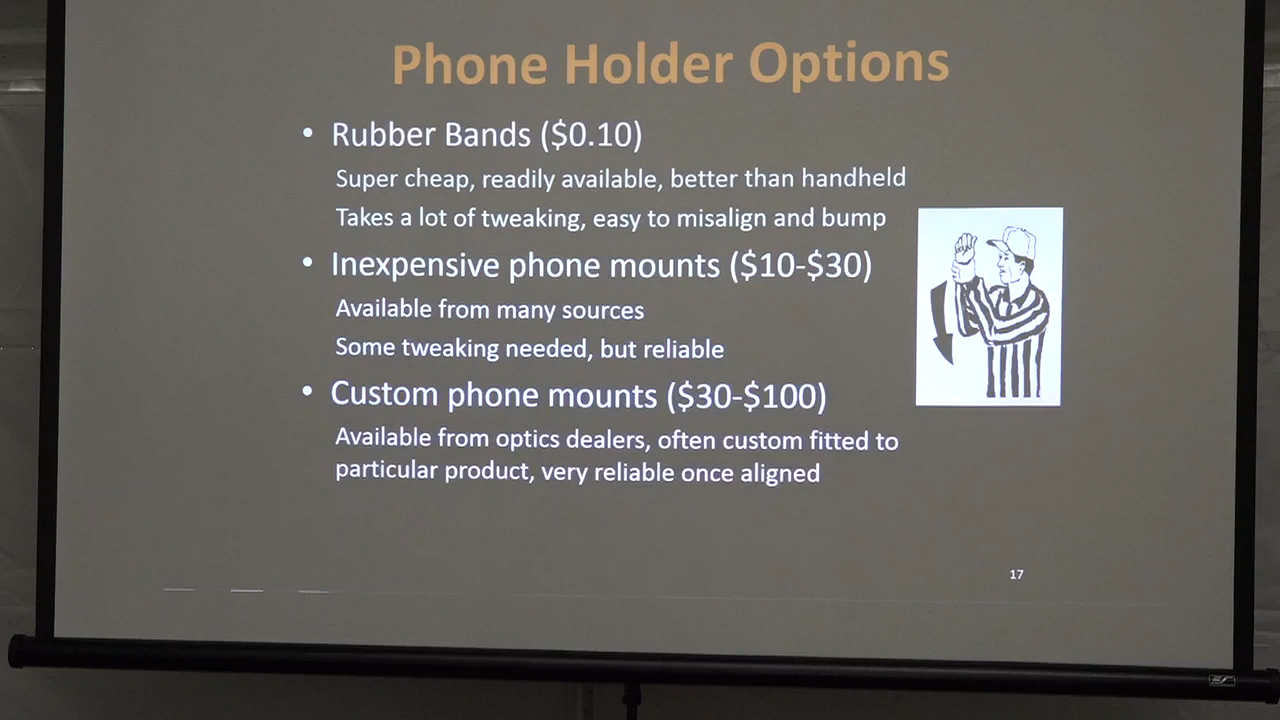 Phone Holder Options
• Rubber Bands ($0.10)
Super cheap, readily available, better than handheld
Takes a lot of tweaking, easy to misalign and bump
• Inexpensive phone mounts ($10-$30)
Available from many sources
Some tweaking needed, but reliable
• Custom phone mounts ($30-$100)
Available from optics dealers, often custom fitted to
particular product, very reliable once aligned
17